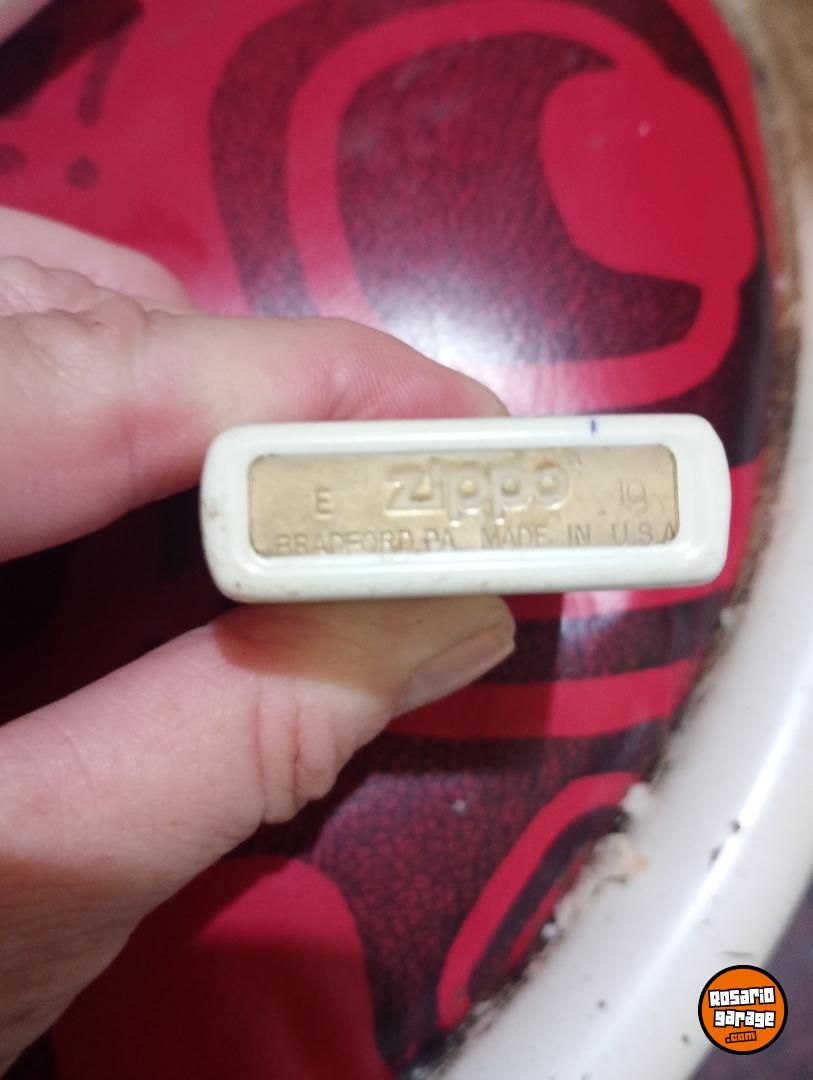 E zippo 19
BRADFORD, PA. MADE IN U.S.A
Rosario
garage
.com